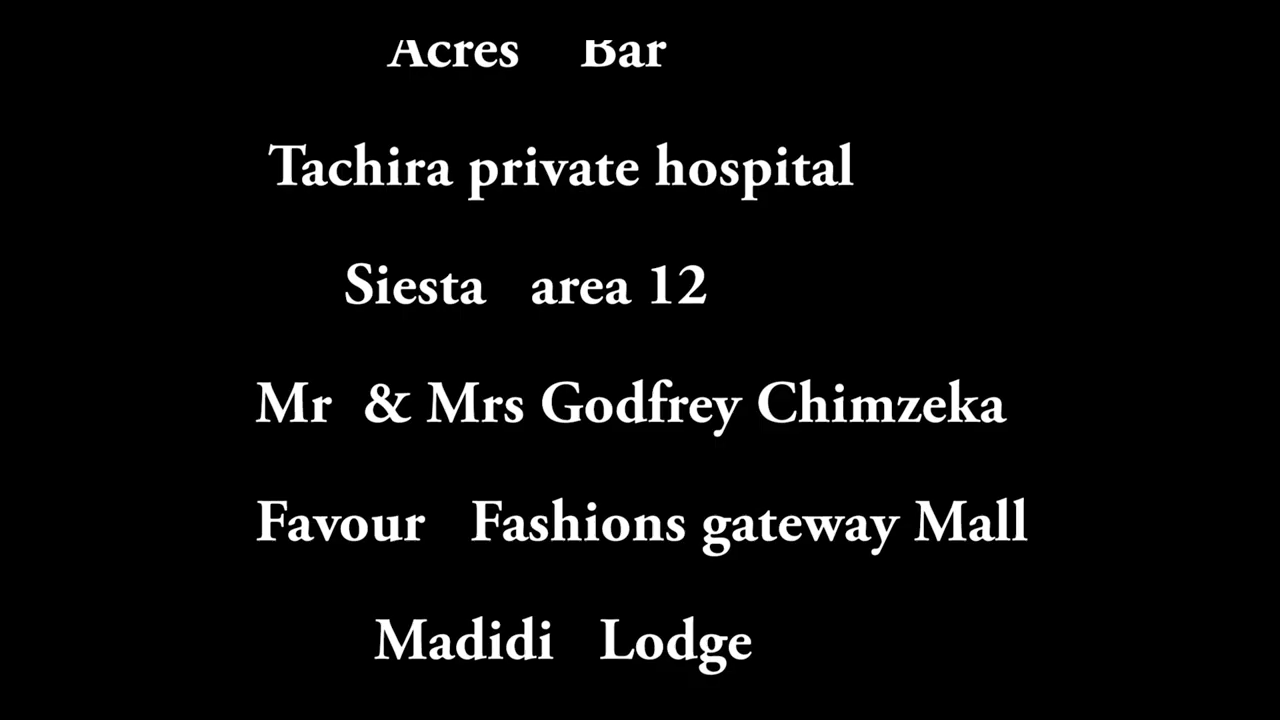 Acres Bar
Tachira private hospital
Siesta area 12
Mr & Mrs Godfrey Chimzeka
Favour Fashions gateway Mall
Madidi Lodge